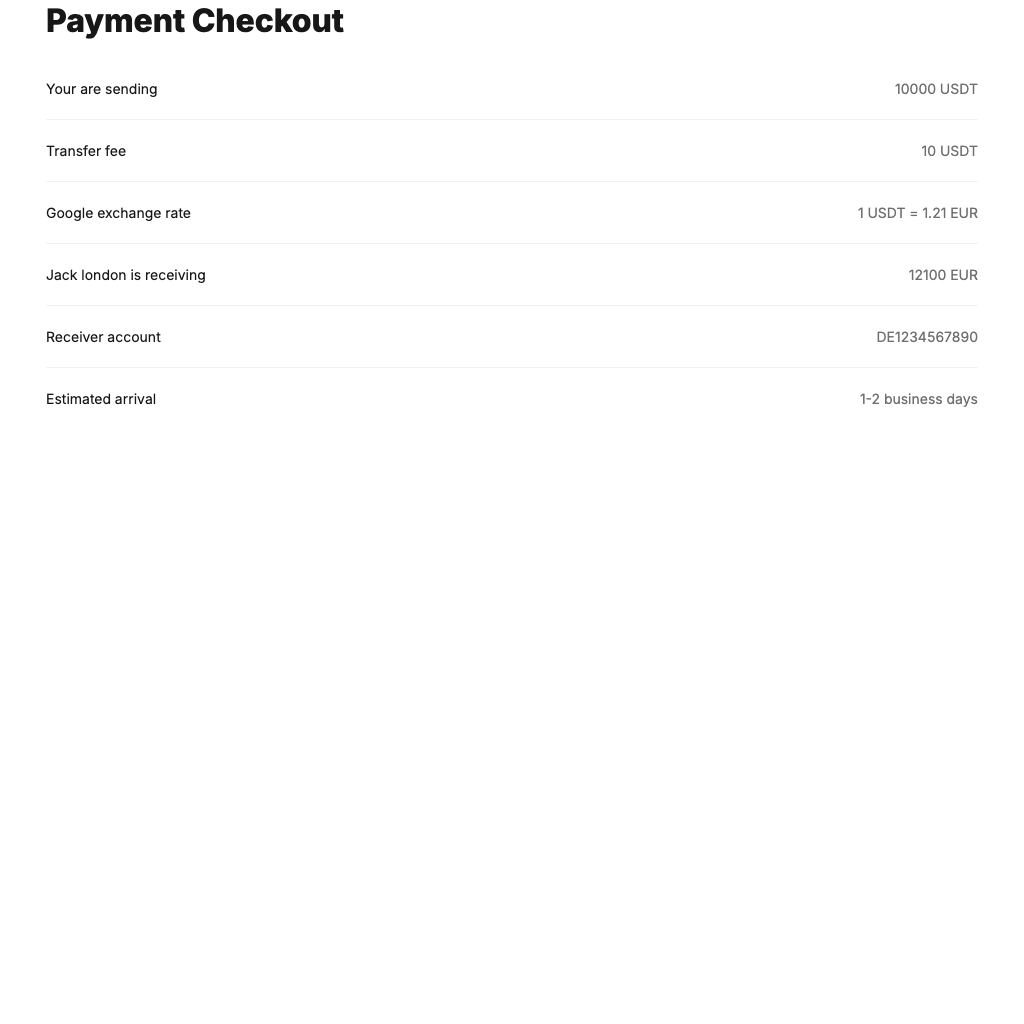 Payment Checkout
Your are sending 10000 USDT
Transfer fee 10 USDT
Google exchange rate 1 USDT = 1.21 EUR
Jack london is receiving 12100 EUR
Receiver account DE1234567890
Estimated arrival 1-2 business days